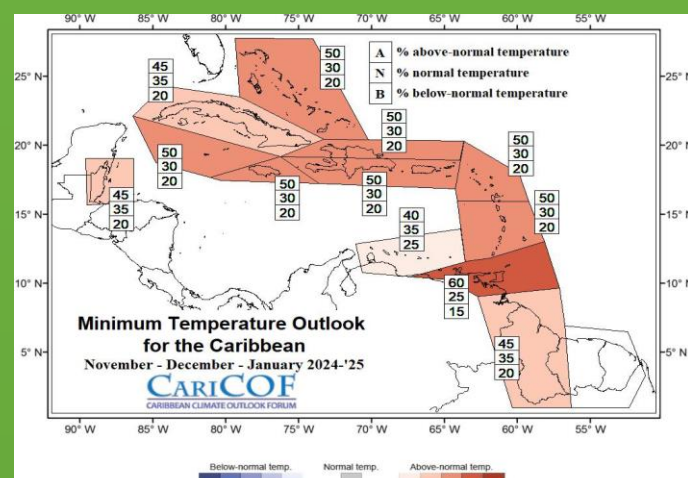 A % above-normal temperature
N % normal temperature
B % below-normal temperature
25° N
20° N
15° N
10° N
5° N
25° N
20° N
15° N
10° N
5° N
45
35
20
50
30
20
50
30
20
50
30
20
50
30
20
50
30
20
50
30
20
50
30
20
45
35
20
40
35
25
60
25
15
45
35
20
Minimum Temperature Outlook
for the Caribbean
November - December - January 2024-'25
CARICOF
CARIBBEAN CLIMATE OUTLOOK FORUM
90° W 85° W 80° W 75° W 70° W 65° W 60° W 55° W
Below-normal temp. Normal temp. Above-normal temp.